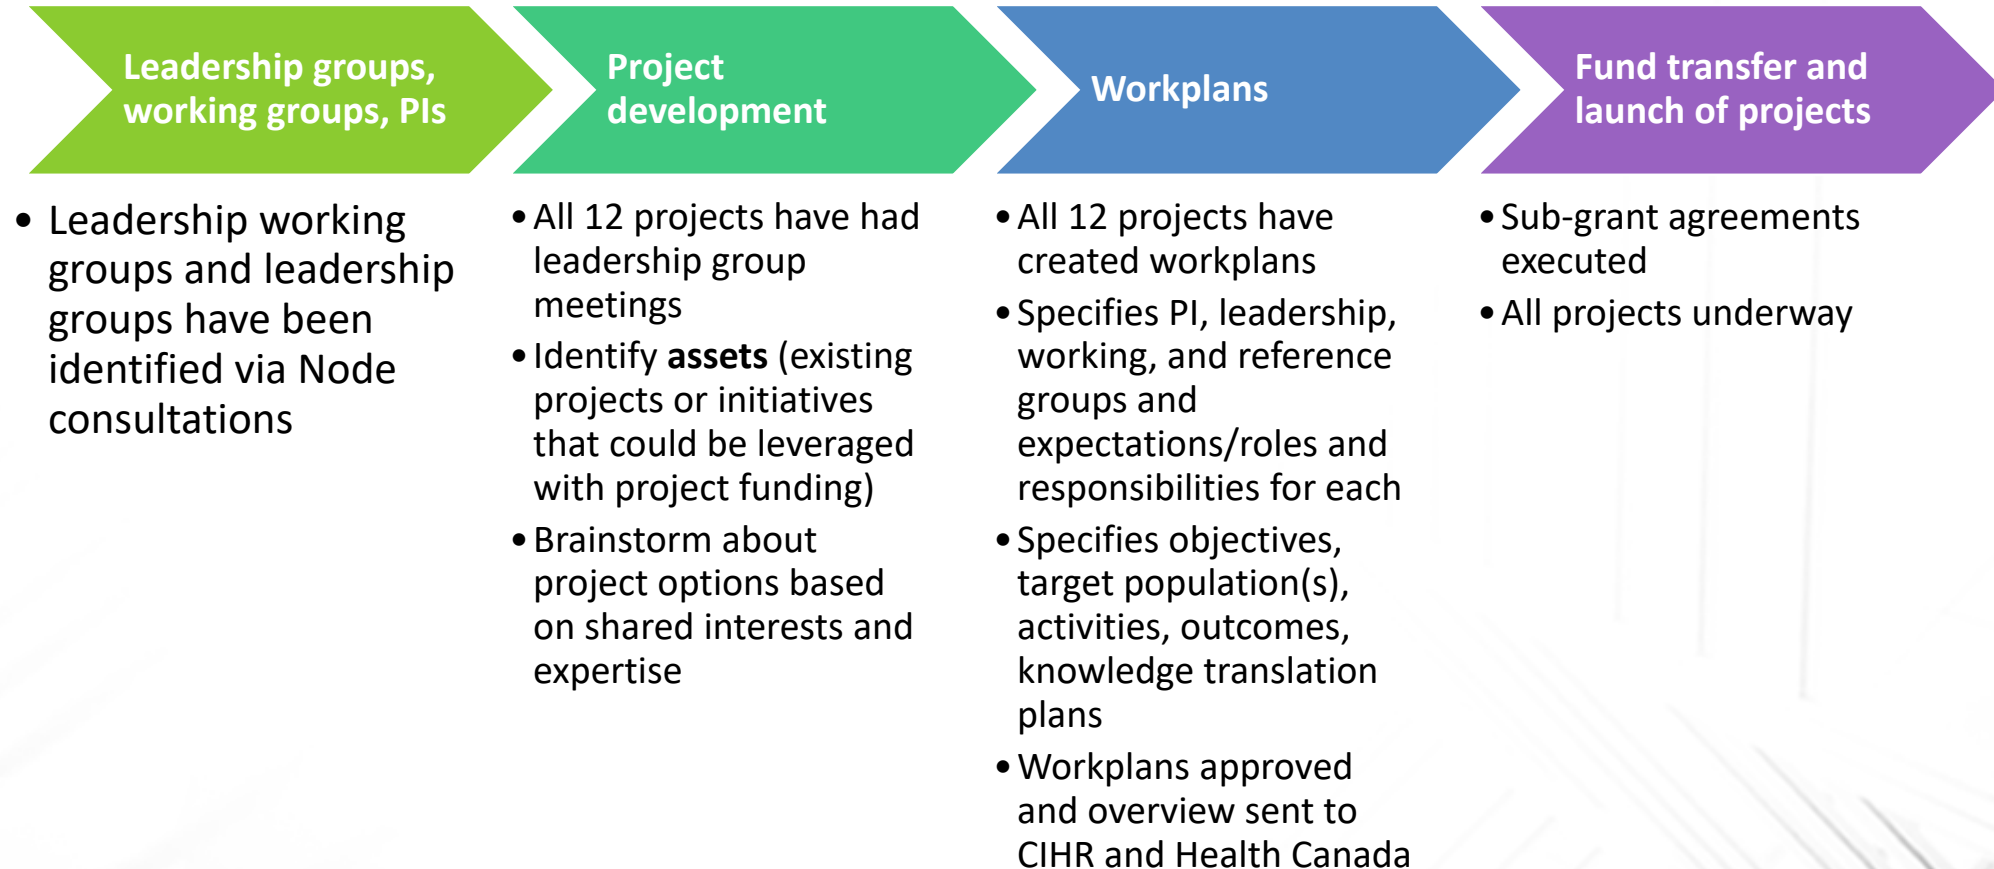 Leadership groups,
working groups, PIs
• Leadership working
groups and leadership
groups have been
identified via Node
consultations
Project
development
• All 12 projects have had
leadership group
meetings
• Identify assets (existing
projects or initiatives
that could be leveraged
with project funding)
• Brainstorm about
project options based
on shared interests and
expertise
Workplans
• All 12 projects have
created workplans
• Specifies PI, leadership,
working, and reference
groups and
expectations/roles and
responsibilities for each
• Specifies objectives,
target population(s),
activities, outcomes,
knowledge translation
plans
• Workplans approved
and overview sent to
CIHR and Health Canada
Fund transfer and
launch of projects
• Sub-grant agreements
executed
• All projects underway